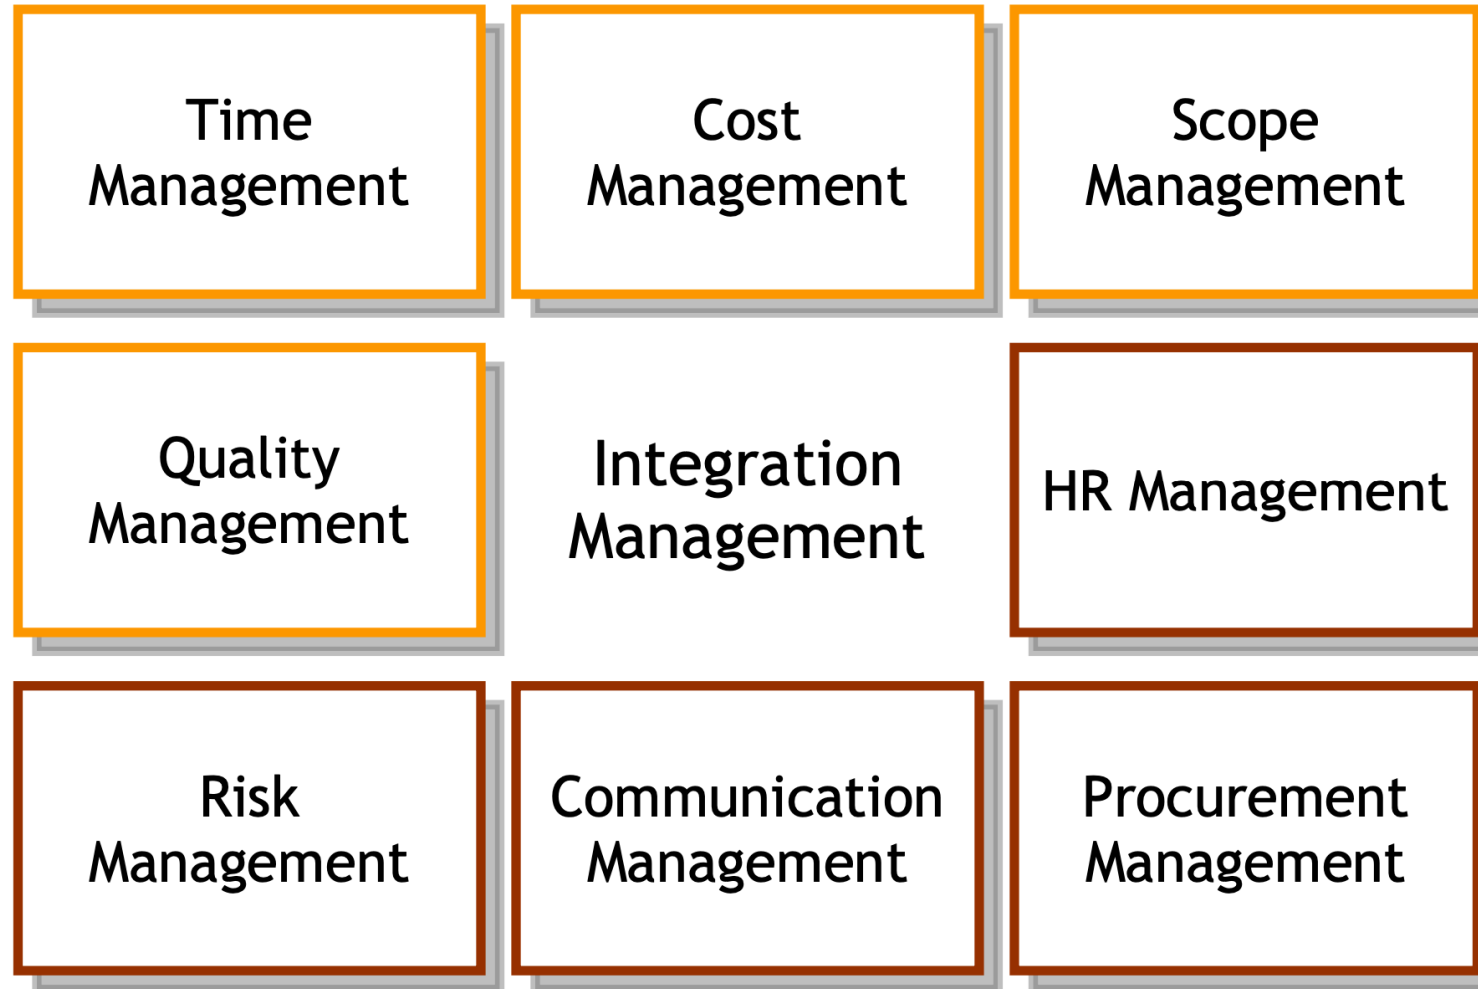 Time
Management
Cost
Management
Scope
Management
Quality
Management
Integration
Management
HR Management
Risk
Management
Communication
Management
Procurement
Management